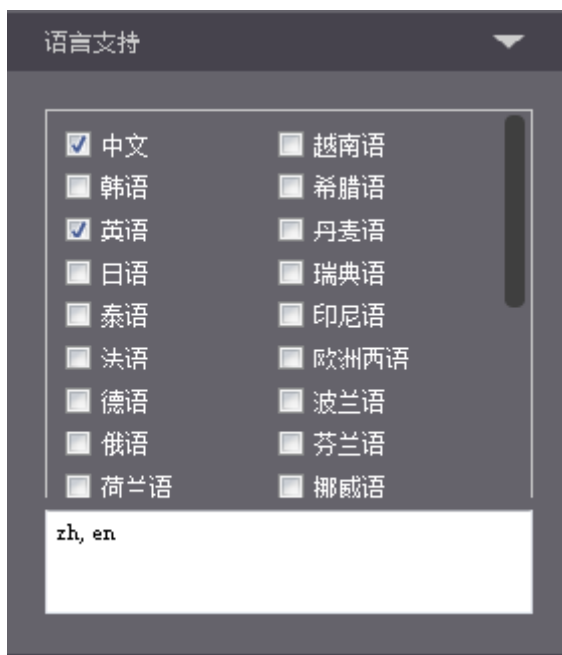 语言支持
中文 越南语
韩语 希腊语
英语 丹麦语
日语 瑞典语
泰语 印尼语
法语 欧洲西语
德语 波兰语
俄语 芬兰语
荷兰语 挪威语
zh, en